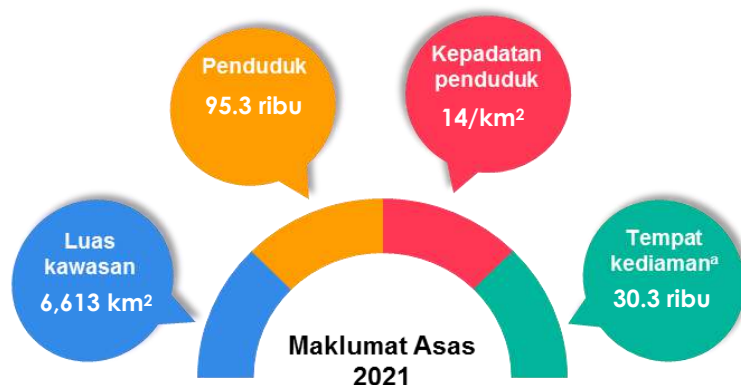 Penduduk
95.3 ribu
Kepadatan
penduduk
14/km²
Luas
kawasan
6,613 km²
Tempat
kediamanᵃ
30.3 ribu
Maklumat Asas
2021